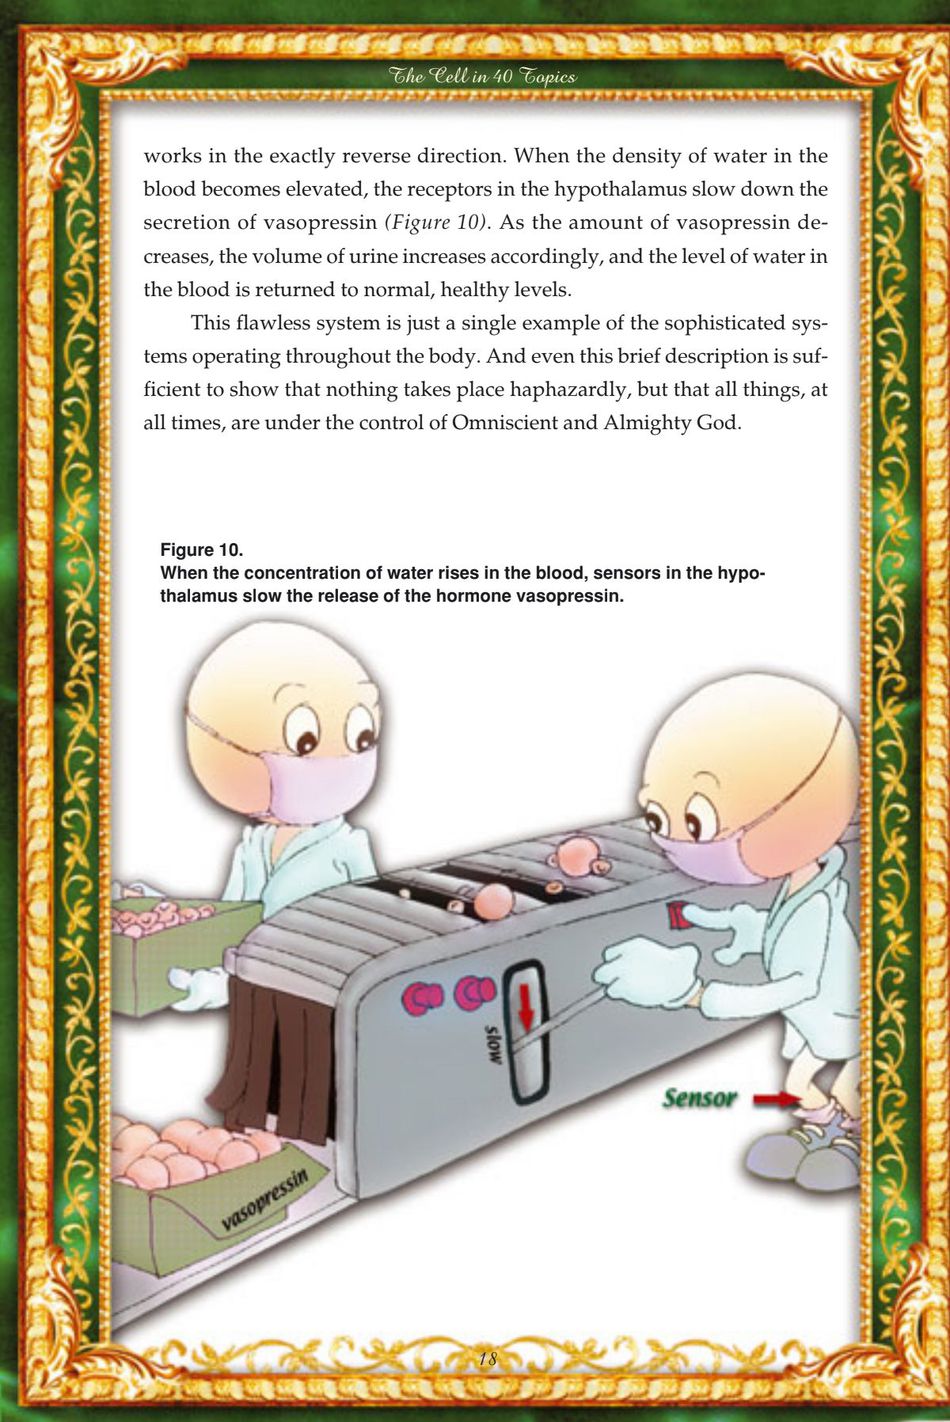 The Cell in 40 Topics
works in the exactly reverse direction. When the density of water in the
blood becomes elevated, the receptors in the hypothalamus slow down the
secretion of vasopressin (Figure 10). As the amount of vasopressin de-
creases, the volume of urine increases accordingly, and the level of water in
the blood is returned to normal, healthy levels.
This flawless system is just a single example of the sophisticated sys-
tems operating throughout the body. And even this brief description is suf-
ficient to show that nothing takes place haphazardly, but that all things, at
all times, are under the control of Omniscient and Almighty God.
Figure 10.
When the concentration of water rises in the blood, sensors in the hypo-
thalamus slow the release of the hormone vasopressin.
slow
Sensor
vasopressin
18